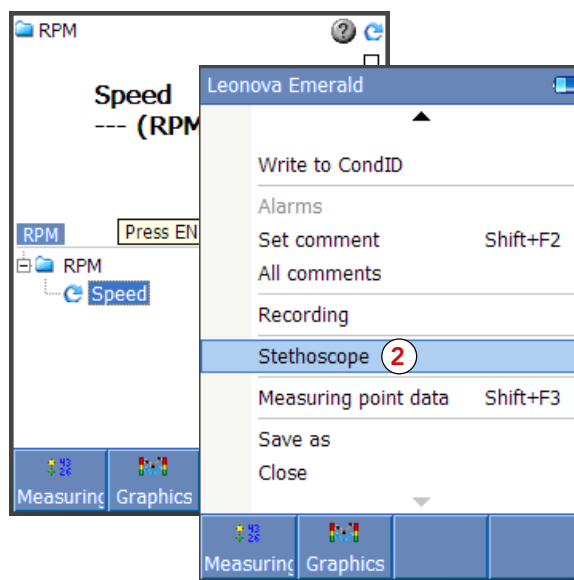 RPM
Speed
--- (RPM
RPM
Press EN
RPM
Speed
Measuring Graphics
Leonova Emerald
Write to CondID
Alarms
Set comment Shift+F2
All comments
Recording
Stethoscope 2
Measuring point data Shift+F3
Save as
Close
Measuring Graphics